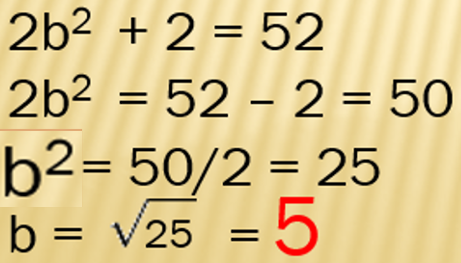 2b² + 2 = 52
2b² = 52 – 2 = 50
b² = 50/2 = 25
b = √25 = 5